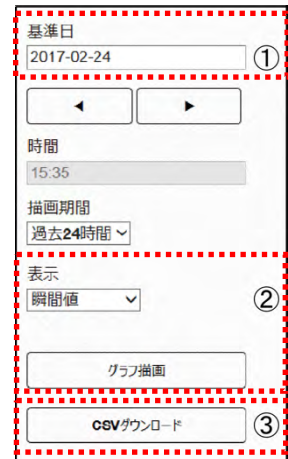 基準日
2017-02-24
①
◀ ▶
時間
15:35
描画期間
過去24時間
表示
瞬間値
②
グラフ描画
CSVダウンロード
③